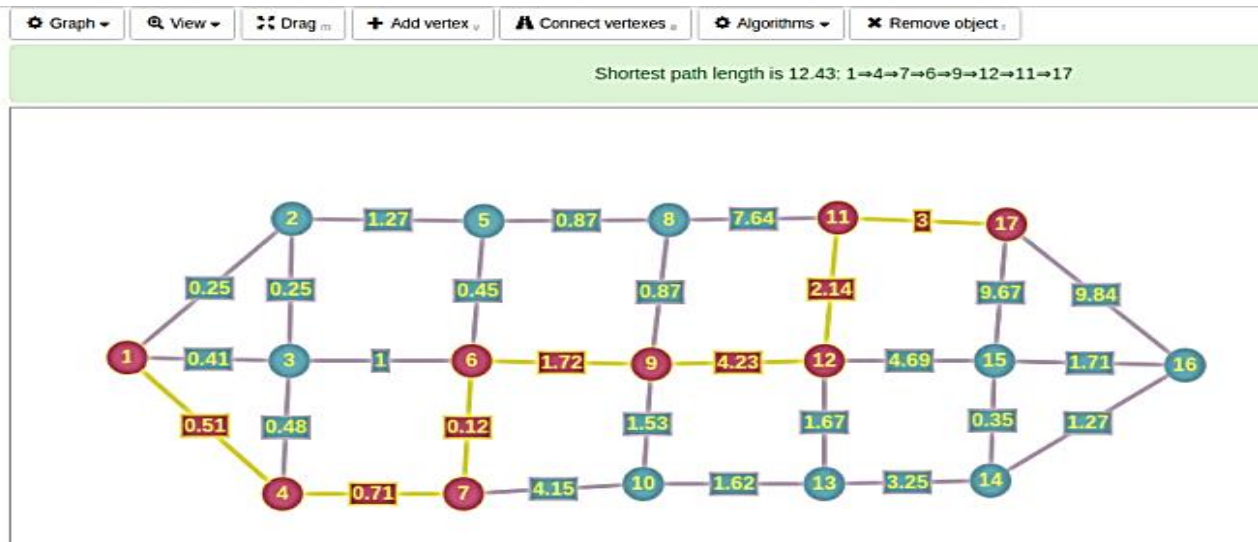 Graph View Drag m Add vertex v Connect vertexes e Algorithms Remove object r
Shortest path length is 12.43: 1⇒4⇒7⇒6⇒9⇒12⇒11⇒17
2 1.27 5 0.87 8 7.64 11 3 17
0.25 0.25 0.45 0.87 2.14 9.67 9.84
1 0.41 3 1 6 1.72 9 4.23 12 4.69 15 1.71 16
0.51 0.48 0.12 1.53 1.67 0.35 1.27
4 0.71 7 4.15 10 1.62 13 3.25 14